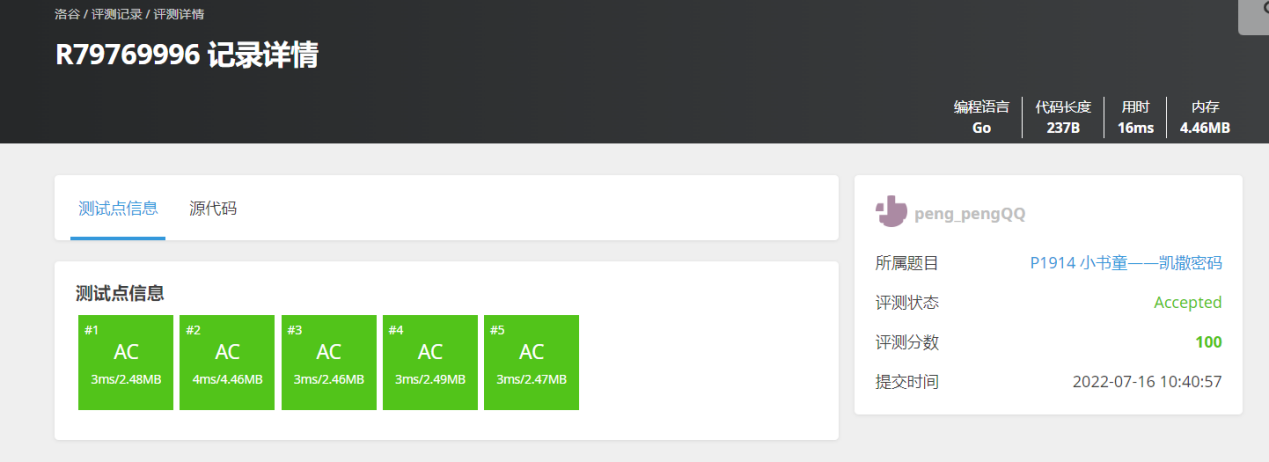 洛谷 / 评测记录 / 评测详情
R79769996 记录详情
编程语言 代码长度 用时 内存
Go 237B 16ms 4.46MB
测试点信息 源代码
peng_pengQQ
所属题目 P1914 小书童——凯撒密码
评测状态 Accepted
评测分数 100
提交时间 2022-07-16 10:40:57
测试点信息
#1 #2 #3 #4 #5
AC AC AC AC AC
3ms/2.48MB 4ms/4.46MB 3ms/2.46MB 3ms/2.49MB 3ms/2.47MB